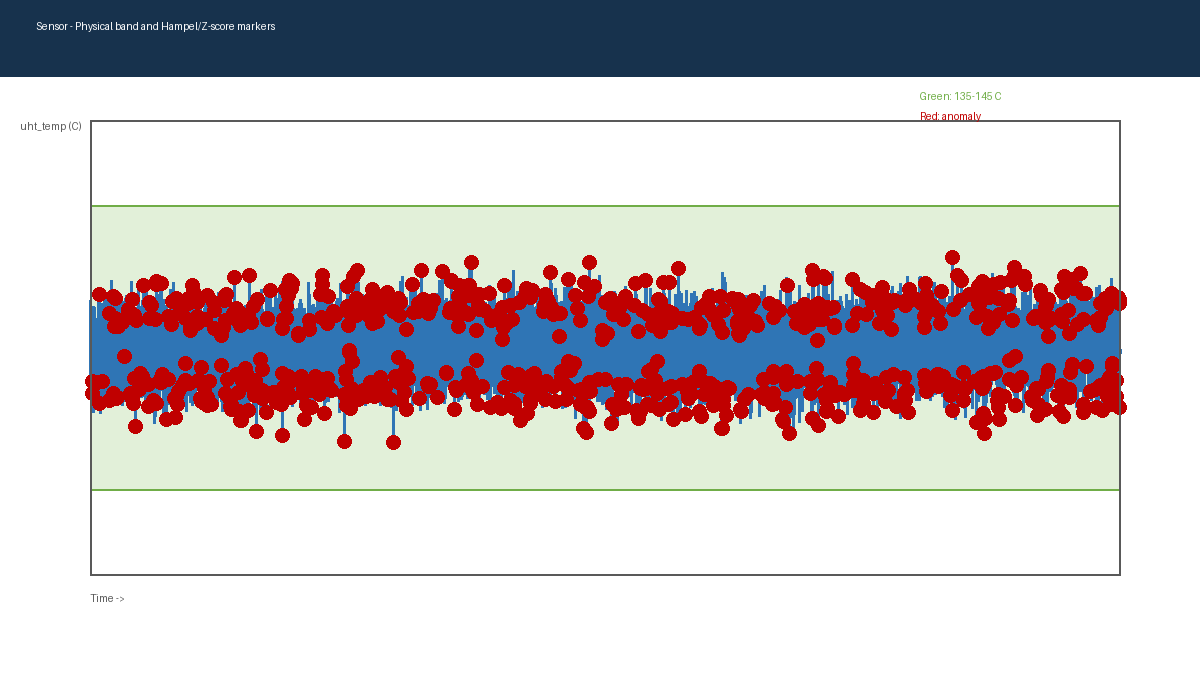 Sensor - Physical band and Hampel/Z-score markers
Green: 135-145 C
Red: anomaly
uht_temp (C)
Time ->